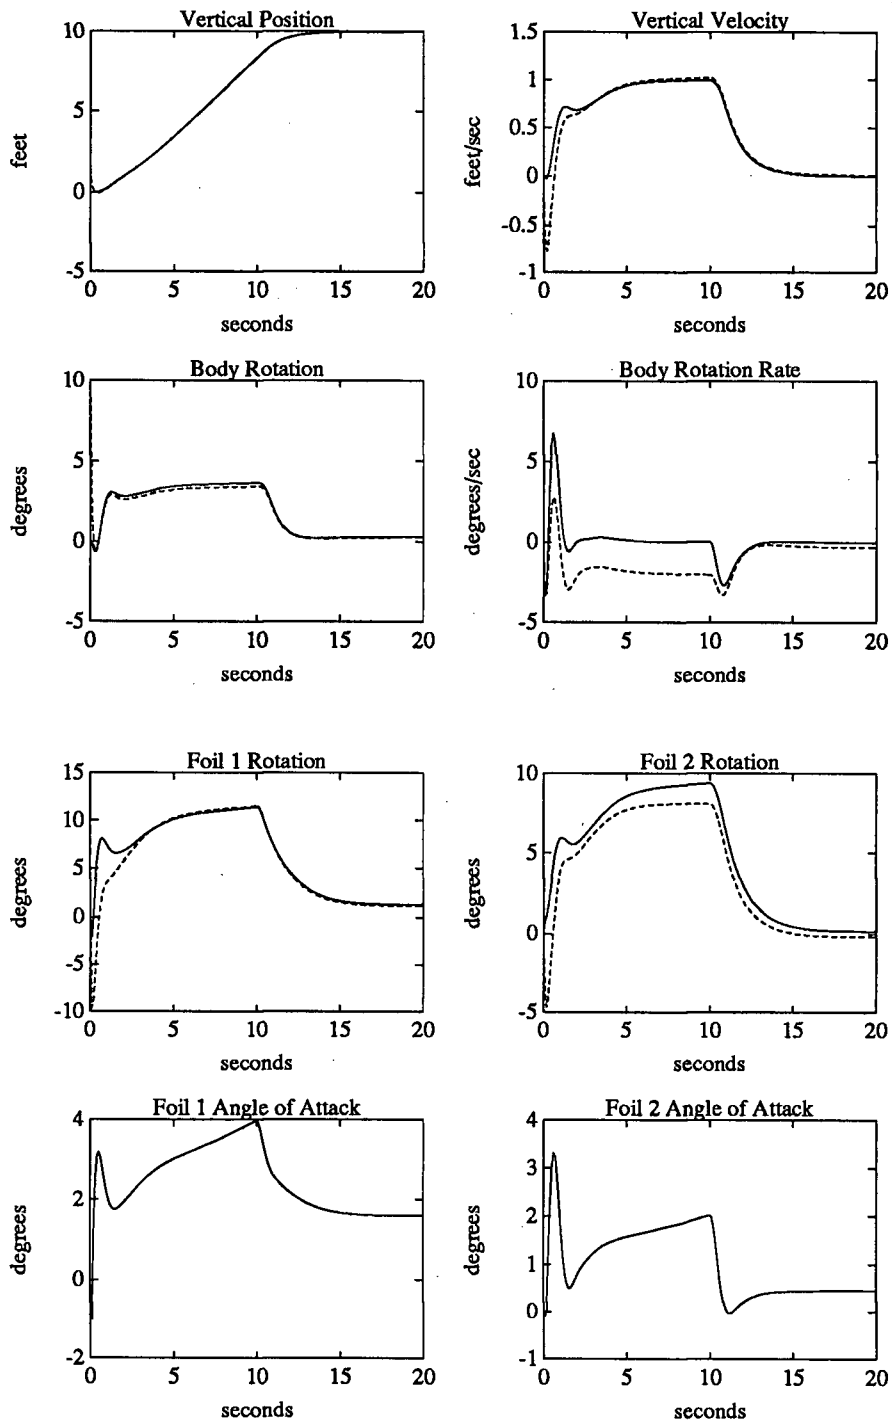 Vertical Position
10
5
0
-5
feet
0 5 10 15 20
seconds
Vertical Velocity
1.5
1
0.5
0
-0.5
-1
feet/sec
0 5 10 15 20
seconds
Body Rotation
10
5
0
-5
degrees
0 5 10 15 20
seconds
Body Rotation Rate
10
5
0
-5
degrees/sec
0 5 10 15 20
seconds
Foil 1 Rotation
15
10
5
0
-5
-10
degrees
0 5 10 15 20
seconds
Foil 2 Rotation
10
5
0
-5
degrees
0 5 10 15 20
seconds
Foil 1 Angle of Attack
4
2
0
-2
degrees
0 5 10 15 20
seconds
Foil 2 Angle of Attack
4
3
2
1
0
-1
degrees
0 5 10 15 20
seconds